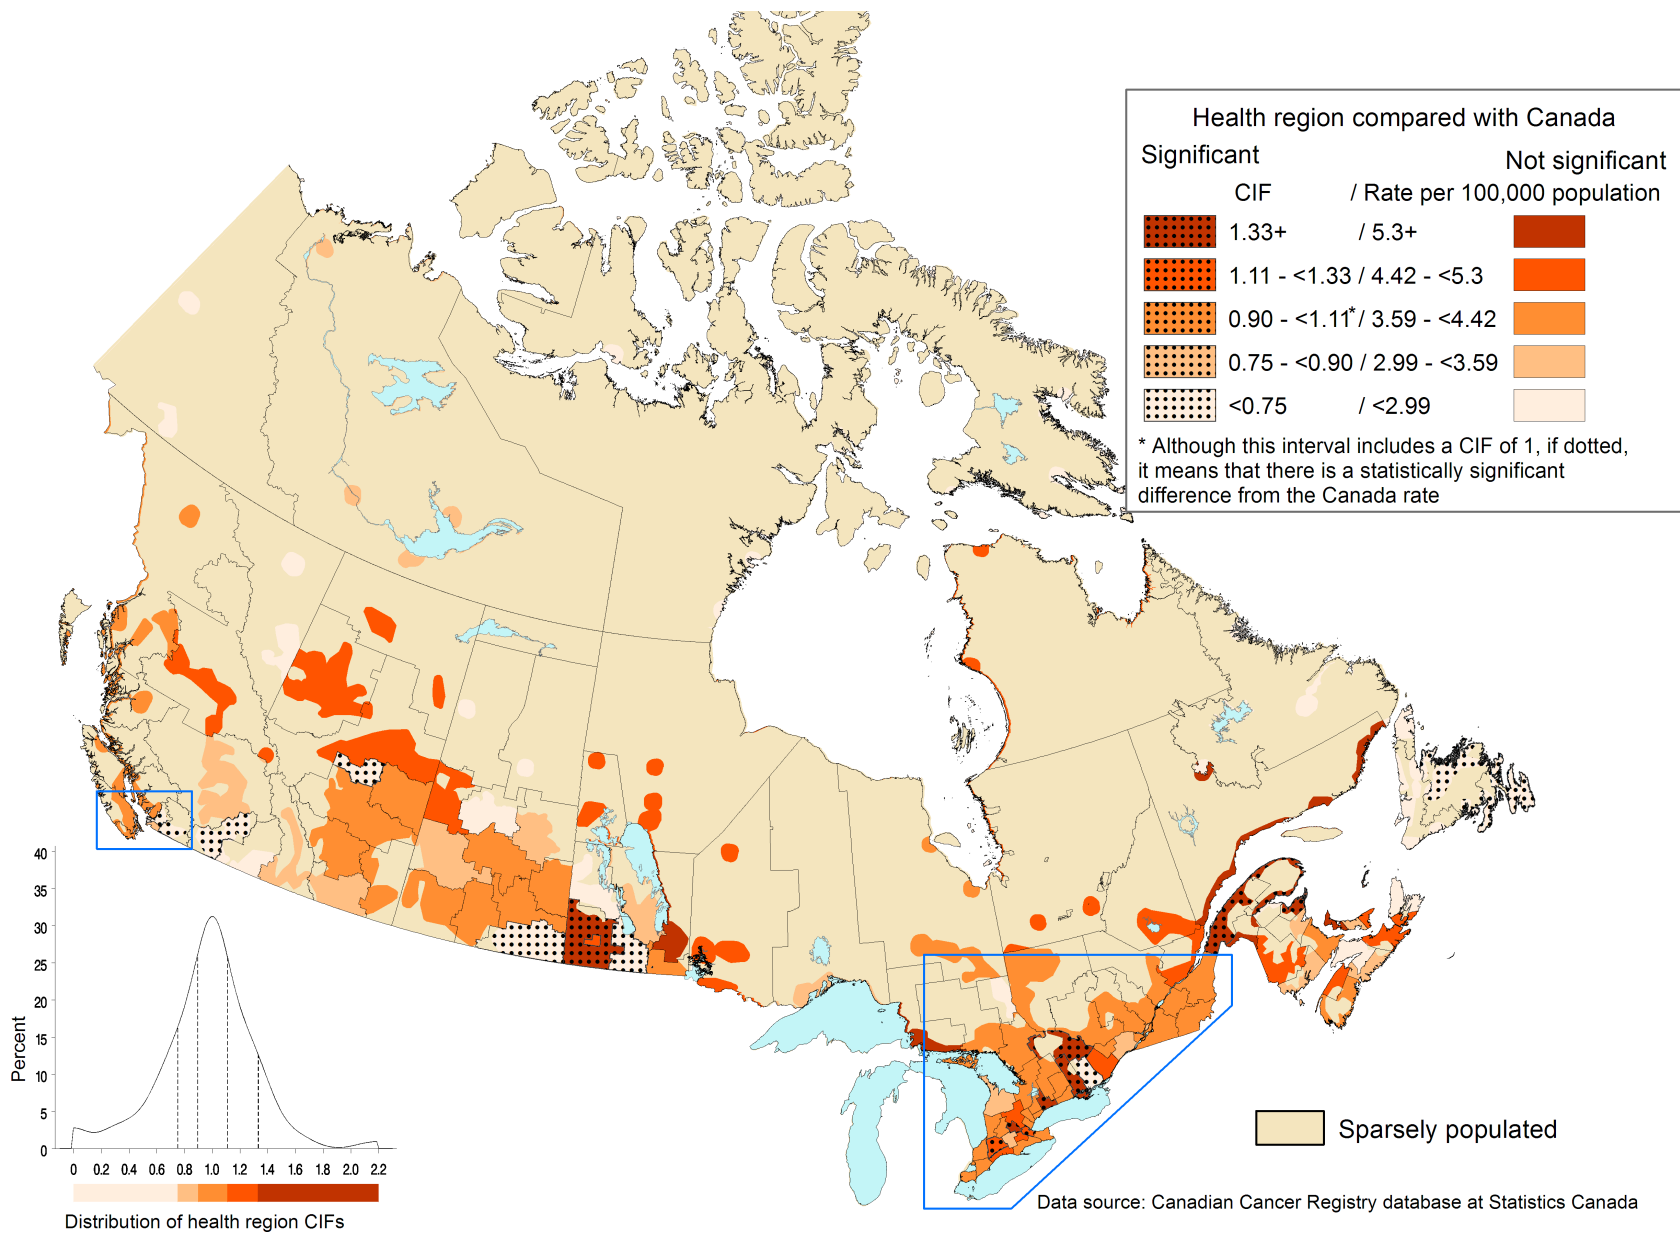 Health region compared with Canada
Significant
Not significant
CIF / Rate per 100,000 population
1.33+ / 5.3+
1.11 - <1.33 / 4.42 - <5.3
0.90 - <1.11* / 3.59 - <4.42
0.75 - <0.90 / 2.99 - <3.59
<0.75 / <2.99
* Although this interval includes a CIF of 1, if dotted,
it means that there is a statistically significant
difference from the Canada rate
Percent
40
35
30
25
20
15
10
5
0
0 0.2 0.4 0.6 0.8 1.0 1.2 1.4 1.6 1.8 2.0 2.2
Distribution of health region CIFs
Sparsely populated
Data source: Canadian Cancer Registry database at Statistics Canada